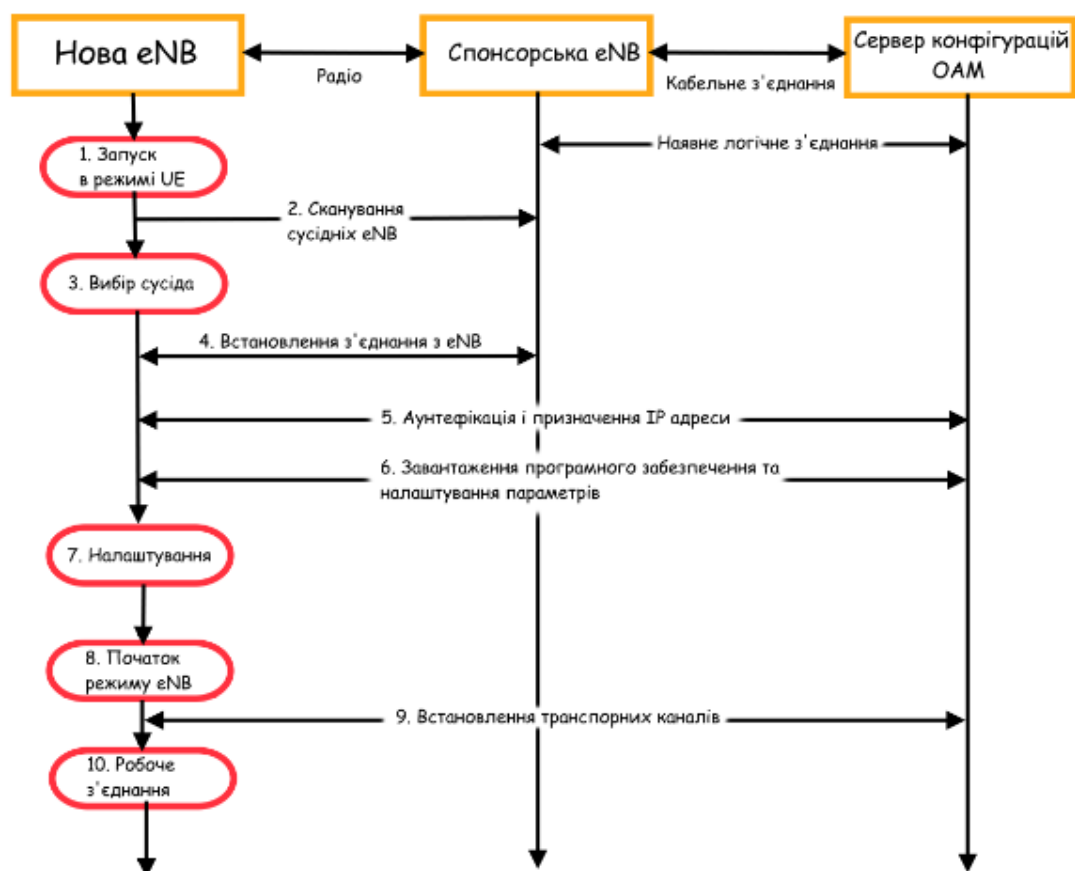 Нова eNB
Радіо
Спонсорська eNB
Кабельне з'єднання
Сервер конфігурацій
ОАМ
Наявне логічне з'єднання
1. Запуск
в режимі UE
2. Сканування
сусідніх eNB
3. Вибір сусіда
4. Встановлення з'єднання з eNB
5. Аунтефікація і призначення IP адреси
6. Завантаження програмного забезпечення та
налаштування параметрів
7. Налаштування
8. Початок
режиму eNB
9. Встановлення транспорних каналів
10. Робоче
з'єднання